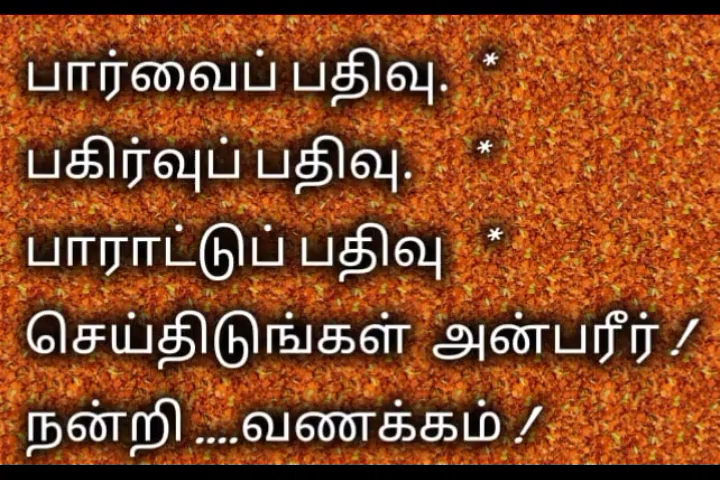 பார்வைப் பதிவு. *
பகிர்வுப் பதிவு. *
பாராட்டுப் பதிவு *
செய்திடுங்கள் அன்பரீர் !
நன்றி ....வணக்கம் !